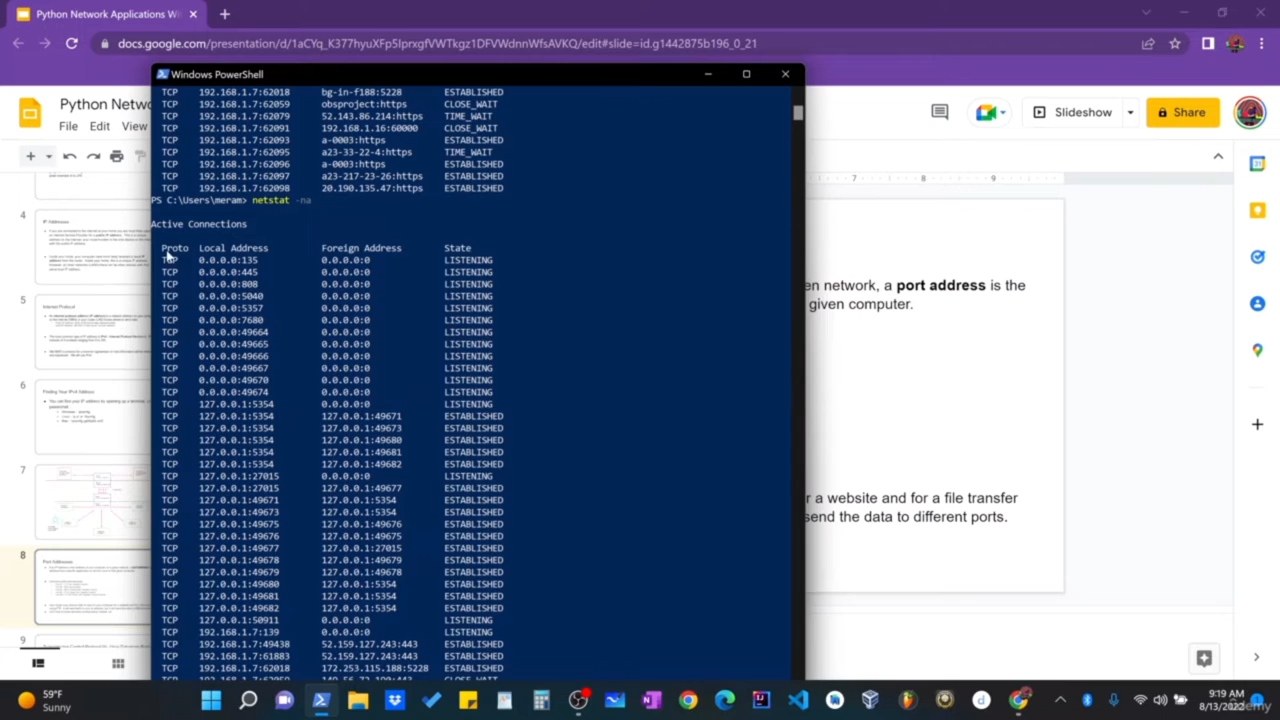 Python Network Applications Wi
docs.google.com/presentation/d/1aCYq_K377hyuXFp5IprxgfVWTkgz1DFVWdnnWfsAVKQ/edit#slide=id.g1442875b196_0_21
Windows PowerShell
Python Netwo
File Edit View
Slideshow
Share
TCP 192.168.1.7:62018 bg-in-f188:5228 ESTABLISHED
TCP 192.168.1.7:62059 obsproject:https CLOSE_WAIT
TCP 192.168.1.7:62079 52.143.86.214:https TIME_WAIT
TCP 192.168.1.7:62091 192.168.1.16:60000 CLOSE_WAIT
TCP 192.168.1.7:62093 a-0003:https ESTABLISHED
TCP 192.168.1.7:62095 a23-33-22-4:https TIME_WAIT
TCP 192.168.1.7:62096 a-0003:https ESTABLISHED
TCP 192.168.1.7:62097 a23-217-23-26:https ESTABLISHED
TCP 192.168.1.7:62098 20.190.135.47:https ESTABLISHED
PS C:\Users\meram> netstat -na
Active Connections
Proto Local Address Foreign Address State
TCP 0.0.0.0:135 0.0.0.0:0 LISTENING
TCP 0.0.0.0:445 0.0.0.0:0 LISTENING
TCP 0.0.0.0:808 0.0.0.0:0 LISTENING
TCP 0.0.0.0:5040 0.0.0.0:0 LISTENING
TCP 0.0.0.0:5357 0.0.0.0:0 LISTENING
TCP 0.0.0.0:7680 0.0.0.0:0 LISTENING
TCP 0.0.0.0:49664 0.0.0.0:0 LISTENING
TCP 0.0.0.0:49665 0.0.0.0:0 LISTENING
TCP 0.0.0.0:49666 0.0.0.0:0 LISTENING
TCP 0.0.0.0:49667 0.0.0.0:0 LISTENING
TCP 0.0.0.0:49670 0.0.0.0:0 LISTENING
TCP 0.0.0.0:49674 0.0.0.0:0 LISTENING
TCP 127.0.0.1:5354 0.0.0.0:0 LISTENING
TCP 127.0.0.1:5354 127.0.0.1:49671 ESTABLISHED
TCP 127.0.0.1:5354 127.0.0.1:49673 ESTABLISHED
TCP 127.0.0.1:5354 127.0.0.1:49680 ESTABLISHED
TCP 127.0.0.1:5354 127.0.0.1:49681 ESTABLISHED
TCP 127.0.0.1:5354 127.0.0.1:49682 ESTABLISHED
TCP 127.0.0.1:27015 0.0.0.0:0 LISTENING
TCP 127.0.0.1:27015 127.0.0.1:49677 ESTABLISHED
TCP 127.0.0.1:49671 127.0.0.1:5354 ESTABLISHED
TCP 127.0.0.1:49673 127.0.0.1:5354 ESTABLISHED
TCP 127.0.0.1:49675 127.0.0.1:49676 ESTABLISHED
TCP 127.0.0.1:49676 127.0.0.1:49675 ESTABLISHED
TCP 127.0.0.1:49677 127.0.0.1:27015 ESTABLISHED
TCP 127.0.0.1:49678 127.0.0.1:49679 ESTABLISHED
TCP 127.0.0.1:49679 127.0.0.1:49678 ESTABLISHED
TCP 127.0.0.1:49680 127.0.0.1:5354 ESTABLISHED
TCP 127.0.0.1:49681 127.0.0.1:5354 ESTABLISHED
TCP 127.0.0.1:49682 127.0.0.1:5354 ESTABLISHED
TCP 127.0.0.1:50911 0.0.0.0:0 LISTENING
TCP 192.168.1.7:139 0.0.0.0:0 LISTENING
TCP 192.168.1.7:49438 52.159.127.243:443 ESTABLISHED
TCP 192.168.1.7:61883 52.159.127.243:443 ESTABLISHED
TCP 192.168.1.7:62018 172.253.115.188:5228 ESTABLISHED
7 8 9
en network, a port address is the
given computer.
r a website and for a file transfer
send the data to different ports.
4
IP Addresses
5
Internet Protocol
6
Finding Your IPv4 Address
7
8
Port Addresses
9
59°F
Sunny
9:19 AM
8/13/2022
Udemy